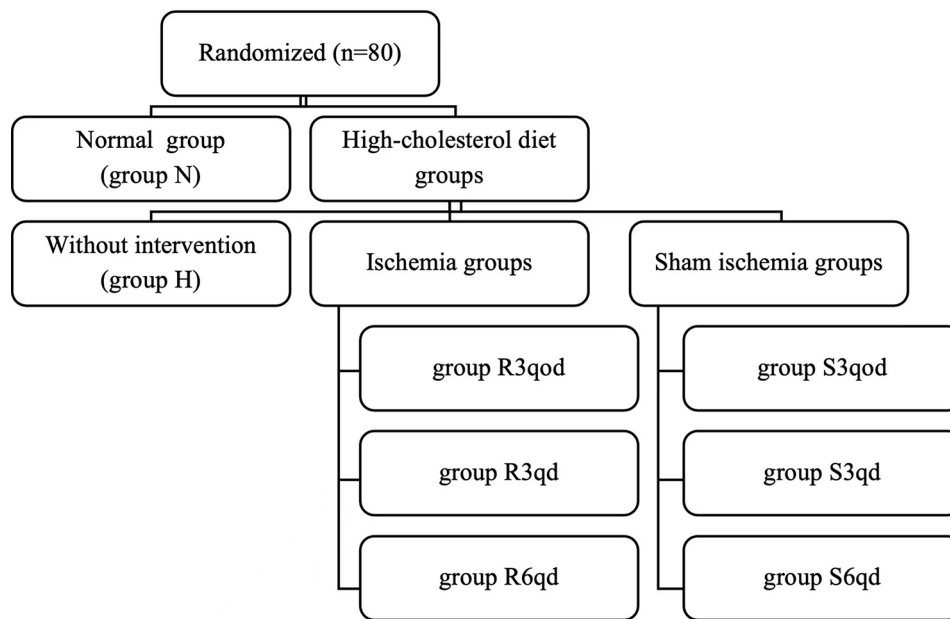 Randomized (n=80)
Normal group
(group N)
High-cholesterol diet
groups
Without intervention
(group H)
Ischemia groups
Sham ischemia groups
group R3qod
group S3qod
group R3qd
group S3qd
group R6qd
group S6qd